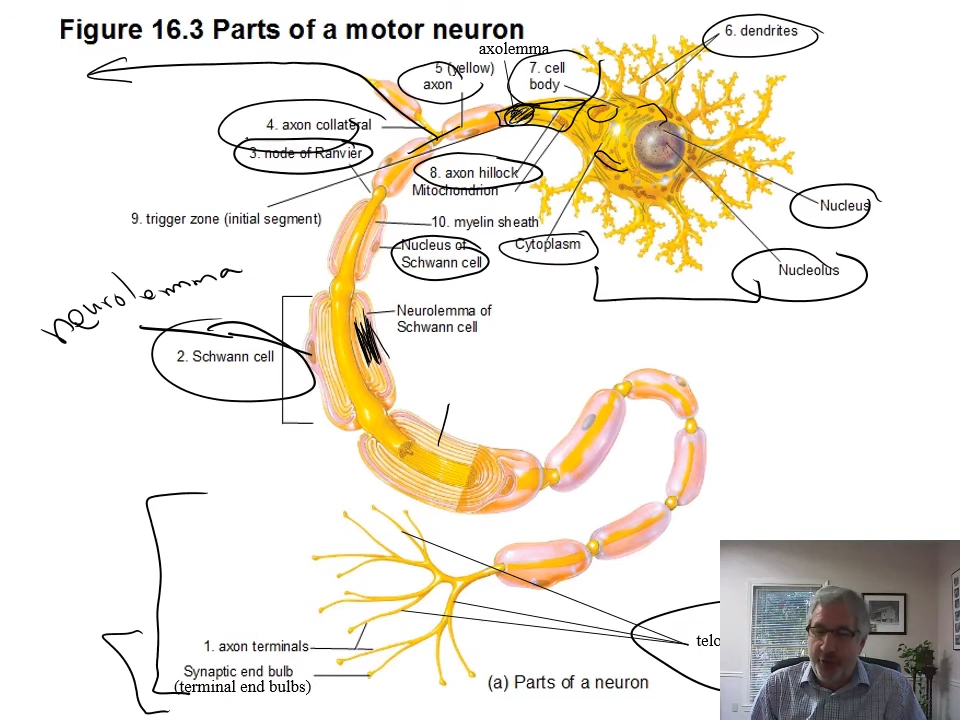 Figure 16.3 Parts of a motor neuron
6. dendrites
axolemma
5 (yellow)
axon
7. cell
body
4. axon collateral
3. node of Ranvier
8. axon hillock
Mitochondrion
Nucleus
9. trigger zone (initial segment)
10. myelin sheath
Nucleus of
Schwann cell
Cytoplasm
Nucleolus
neurolemma
Neurolemma of
Schwann cell
2. Schwann cell
1. axon terminals
Synaptic end bulb
(terminal end bulbs)
(a) Parts of a neuron